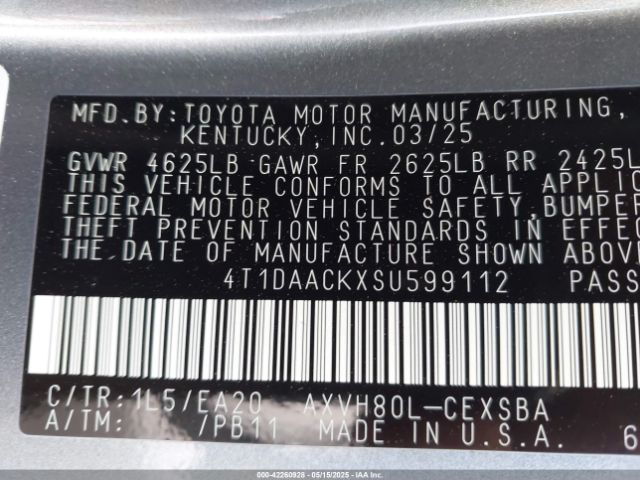 MFD.BY:TOYOTA MOTOR MANUFACTURING,
KENTUCKY,INC.03/25
GVWR 4625LB GAWR FR 2625LB RR 2425L
THIS VEHICLE CONFORMS TO ALL APPLIC
FEDERAL MOTOR VEHICLE SAFETY,BUMPER
THEFT PREVENTION STANDARDS IN EFFEC
THE DATE OF MANUFACTURE SHOWN ABOVE
4T1DAACKXSU599112 PASS
C/TR:1L5/EA20 AXVH80L-CEXSBA
A/TM: /PB11 MADE IN U.S.A. 6
000-42260928 - 05/15/2025 - IAA Inc.